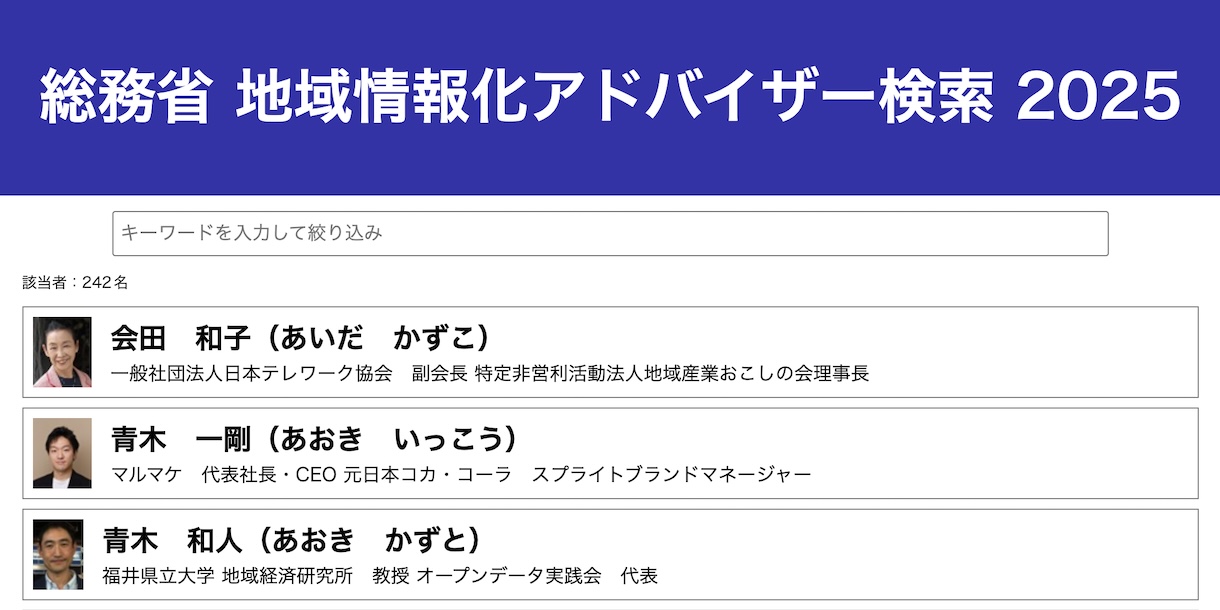 総務省 地域情報化アドバイザー検索 2025
キーワードを入力して絞り込み
該当者：242名
会田　和子（あいだ　かずこ）
一般社団法人日本テレワーク協会　副会長 特定非営利活動法人地域産業おこしの会理事長
青木　一剛（あおき　いっこう）
マルマケ　代表社長・CEO 元日本コカ・コーラ　スプライトブランドマネージャー
青木　和人（あおき　かずと）
福井県立大学 地域経済研究所　教授 オープンデータ実践会　代表